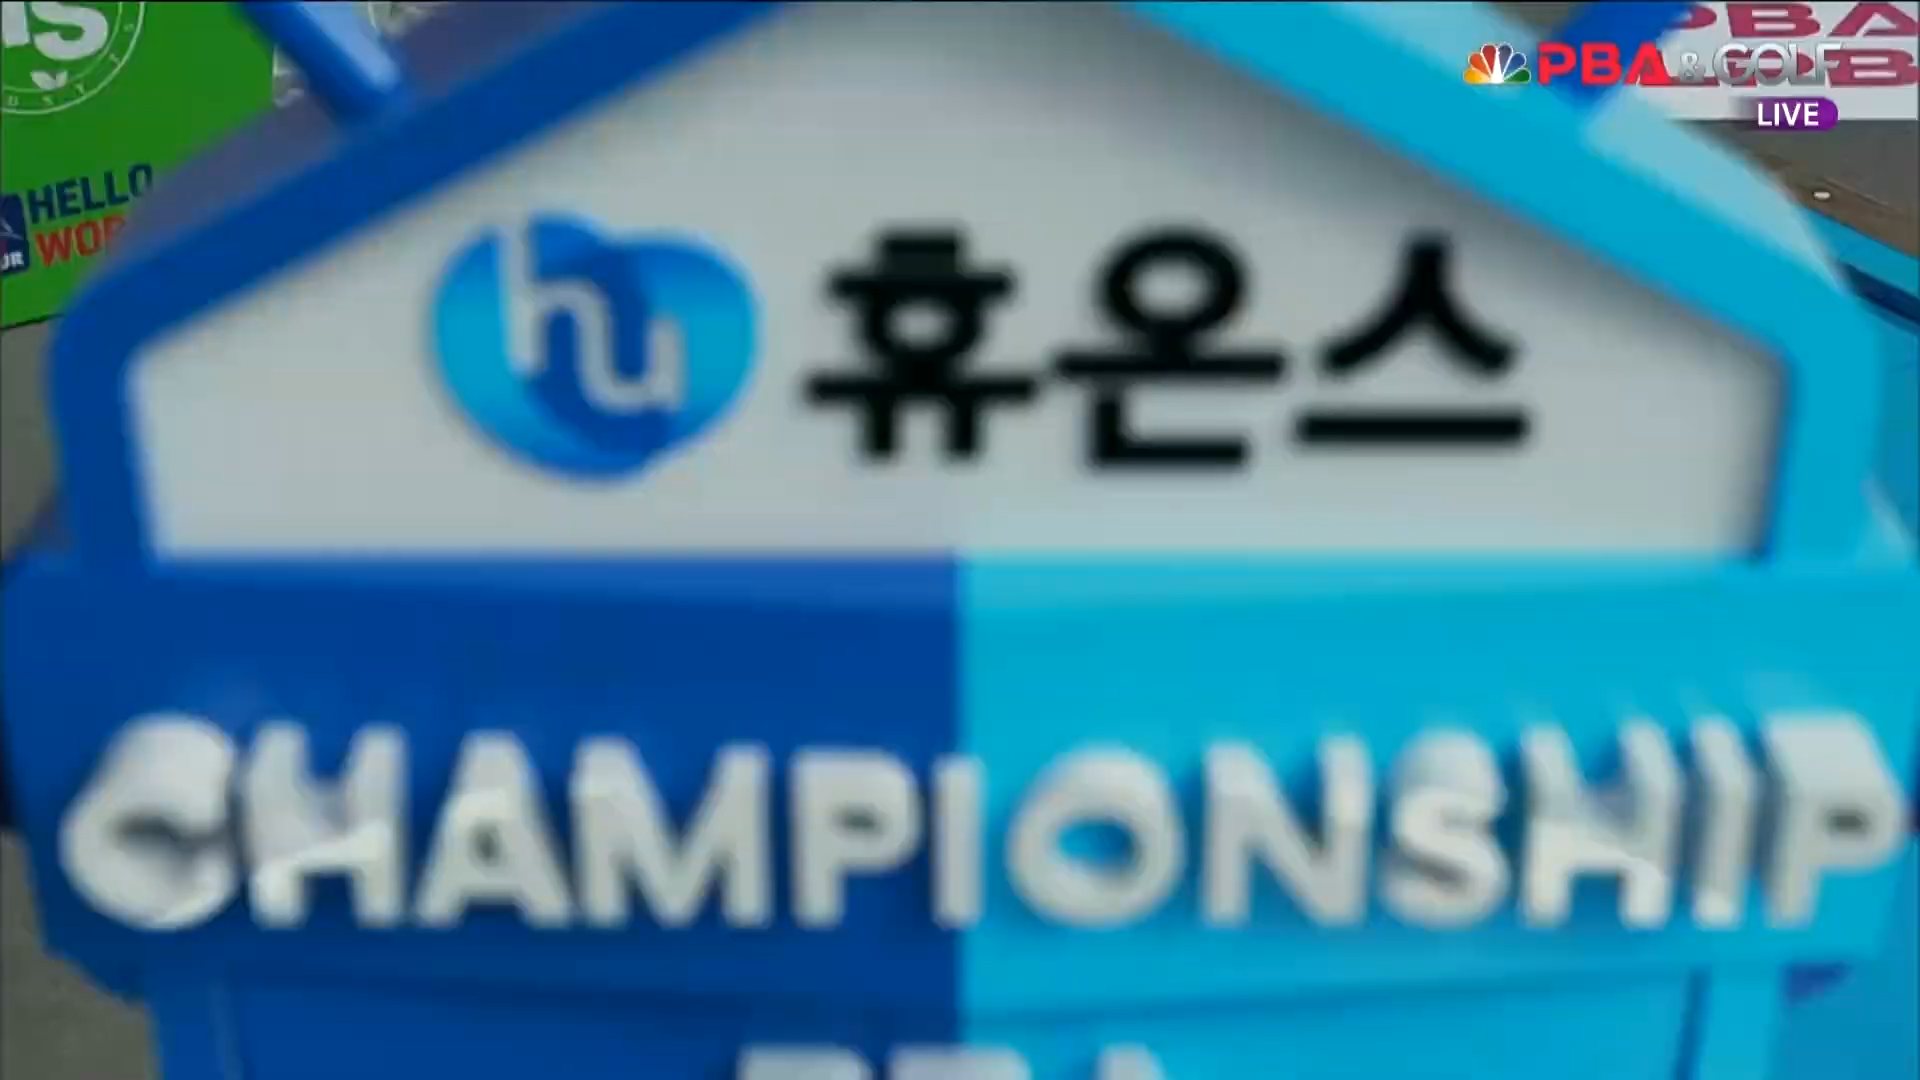 PBA & GOLF
LIVE
HELLO
hu 휴온스
CHAMPIONSHIP